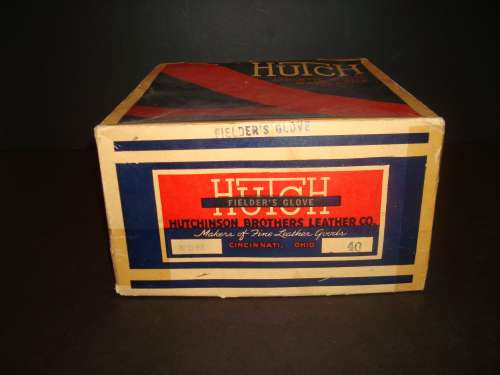 HUTCH
FIELDER'S GLOVE
HUTCH
FIELDER'S GLOVE
HUTCHINSON BROTHERS LEATHER CO.
Makers of Fine Leather Goods
CINCINNATI, OHIO
40